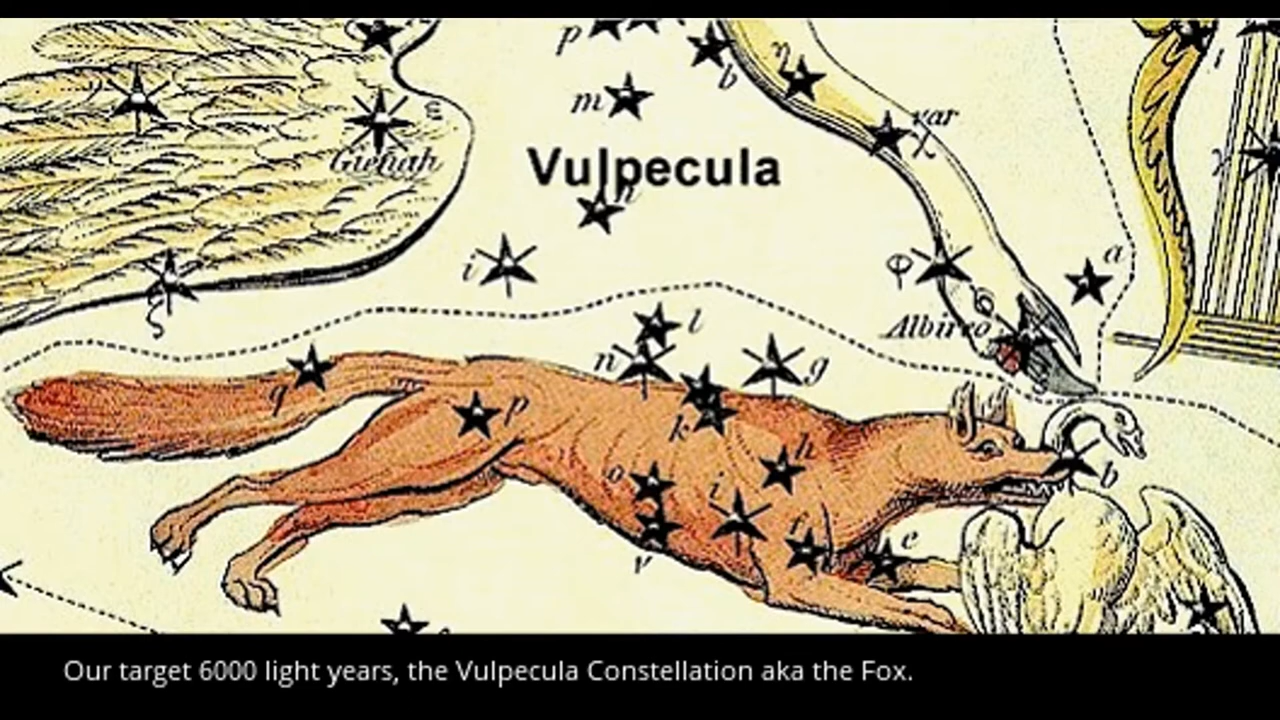 p
b
η
l
m
ε
var
χ
Gienah
γ
Vulpecula
n
i
φ
a
ζ
Albireo
l
n
g
q
p
k
h
b
o
i
f
e
v
Our target 6000 light years, the Vulpecula Constellation aka the Fox.